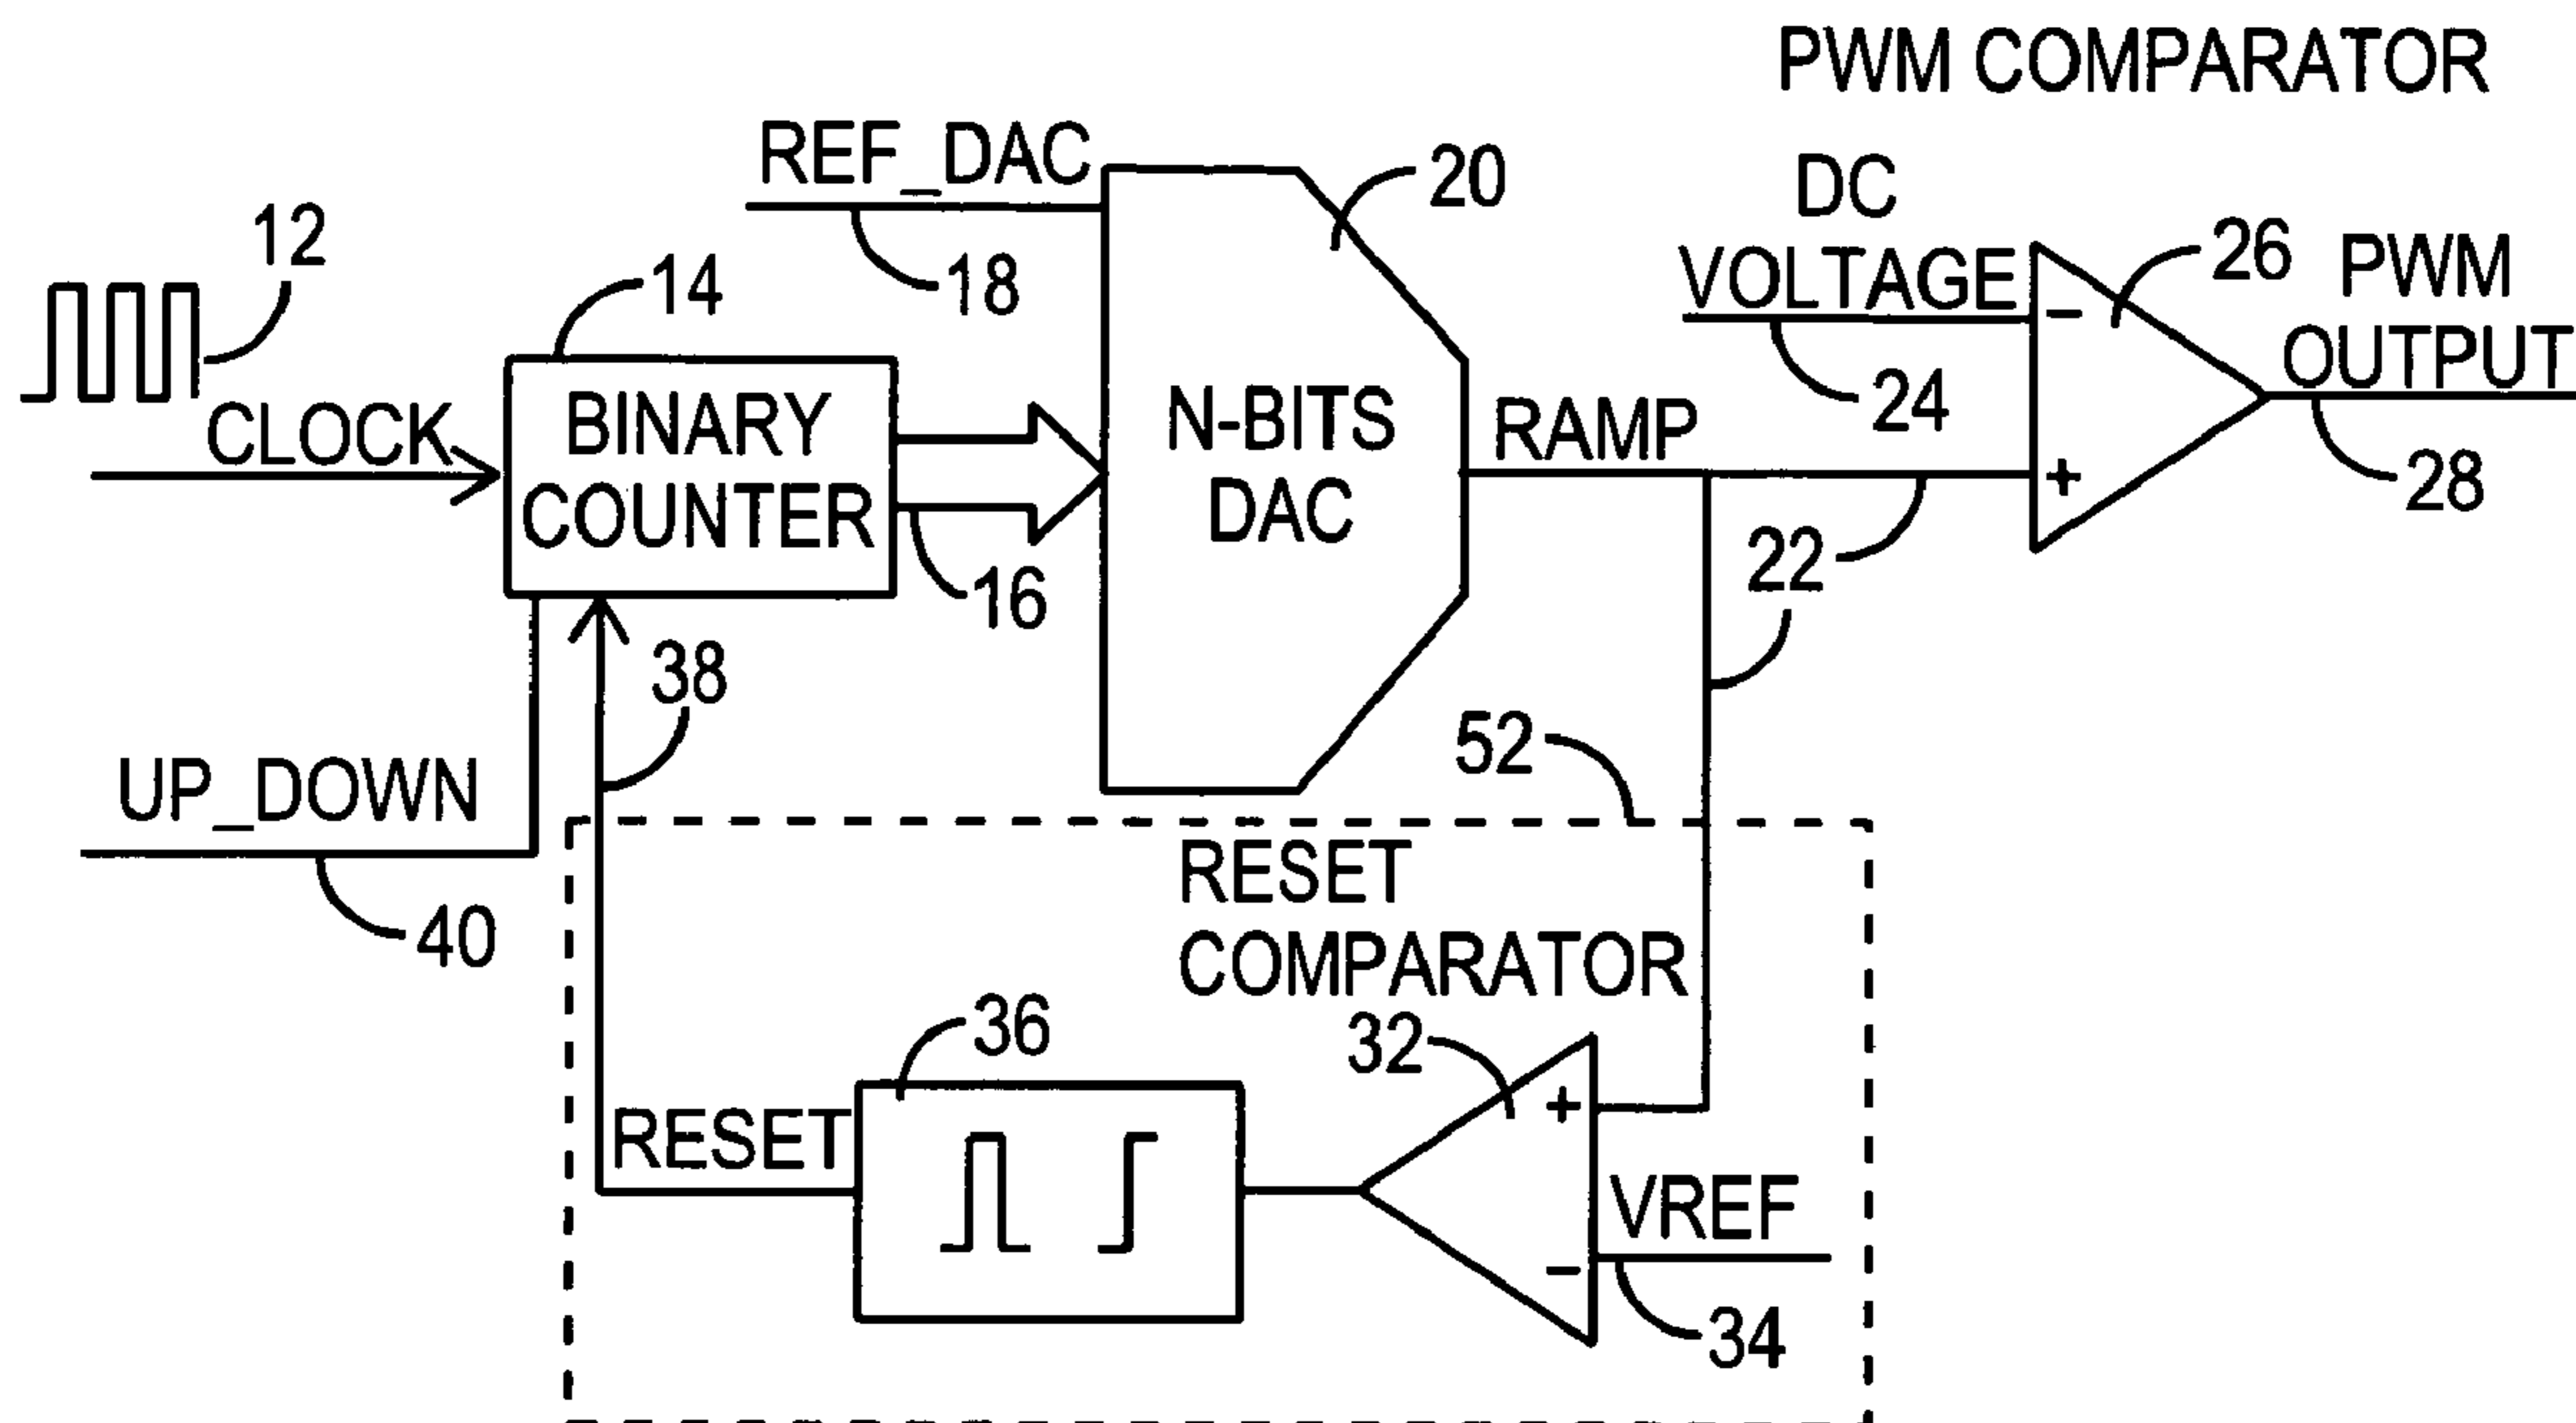 PWM COMPARATOR
REF_DAC
DC
VOLTAGE
20
12
14
18
24
26
PWM
OUTPUT
28
CLOCK
BINARY
COUNTER
16
N-BITS
DAC
RAMP
-
+
22
38
52
UP_DOWN
40
RESET
COMPARATOR
36
32
RESET
+
-
VREF
34